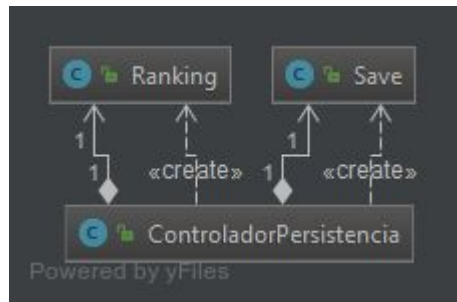 C Ranking
C Save
1 1
1 «create» 1 «create»
C ControladorPersistencia
Powered by yFiles